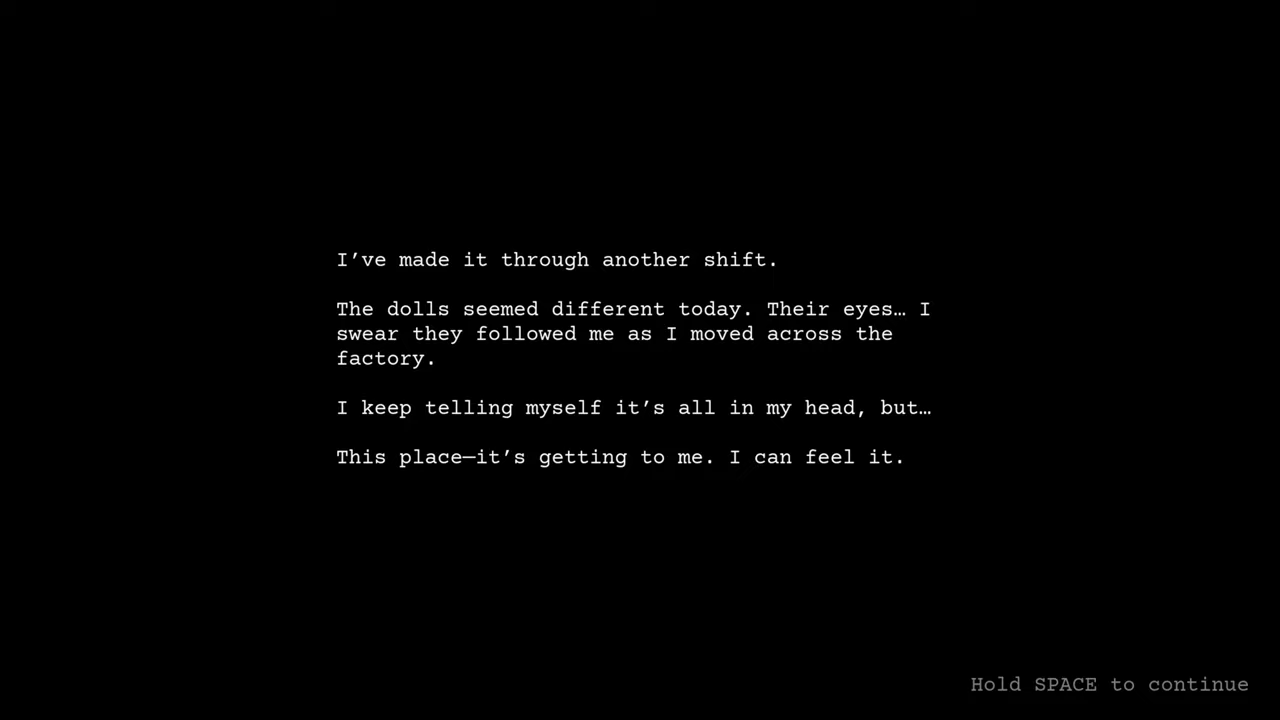 I’ve made it through another shift.
The dolls seemed different today. Their eyes… I
swear they followed me as I moved across the
factory.
I keep telling myself it’s all in my head, but…
This place—it’s getting to me. I can feel it.
Hold SPACE to continue